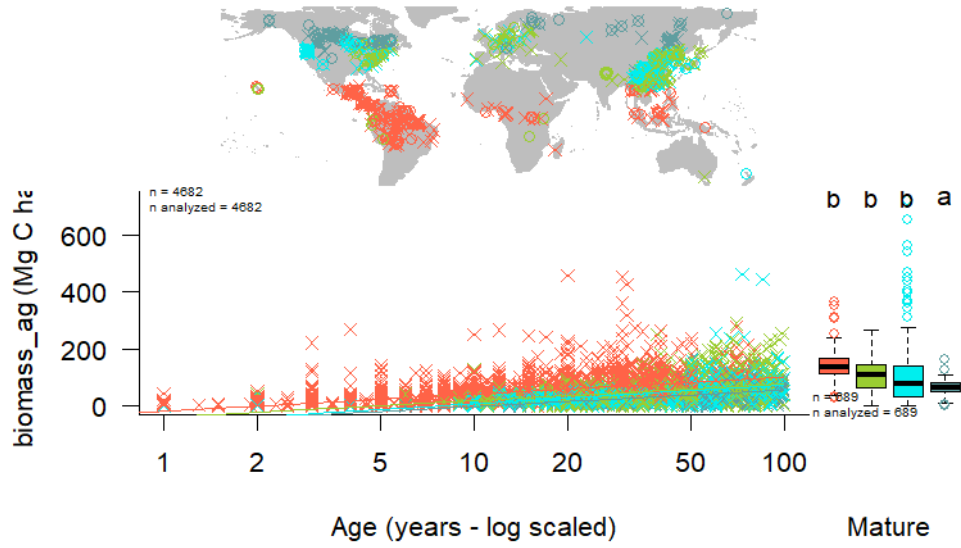 n = 4682
n analyzed = 4682
b b b a
biomass_ag (Mg C ha
600
400
200
0
n = 689
n analyzed = 689
1 2 5 10 20 50 100
Age (years - log scaled)
Mature